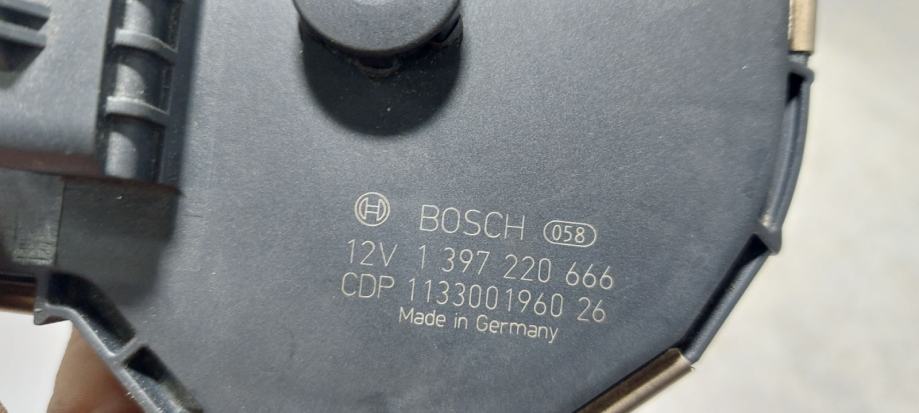 BOSCH 058
12V 1 397 220 666
CDP 1133001960 26
Made in Germany